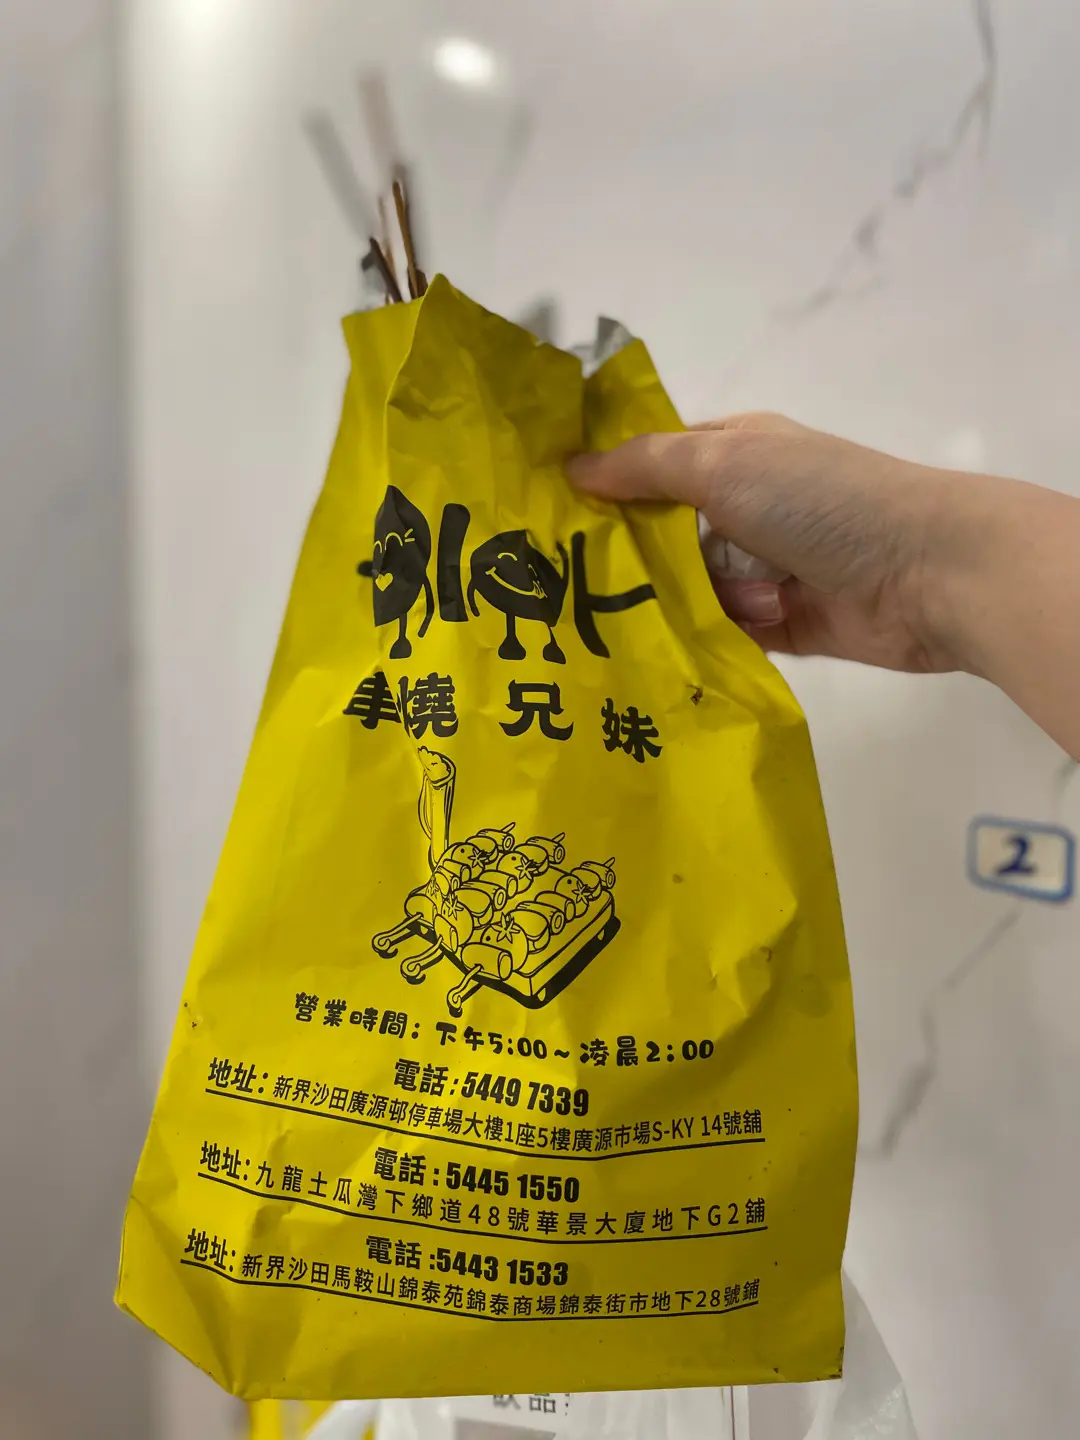 串燒 兄妹
營業時間：下午5:00～凌晨2:00
電話：5449 7339
地址：新界沙田廣源邨停車場大樓1座5樓廣源市場S-KY 14號舖
電話：5445 1550
地址：九龍土瓜灣下鄉道48號華景大廈地下G2舖
電話：5443 1533
地址：新界沙田馬鞍山錦泰苑錦泰商場錦泰街市地下28號鋪
2
飲品：